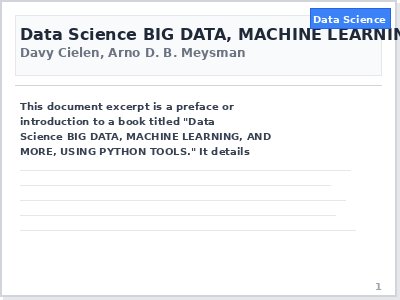 Data Science
Data Science BIG DATA, MACHINE LEARNIN
Davy Cielen, Arno D. B. Meysman
This document excerpt is a preface or
introduction to a book titled "Data
Science BIG DATA, MACHINE LEARNING, AND
MORE, USING PYTHON TOOLS." It details
1